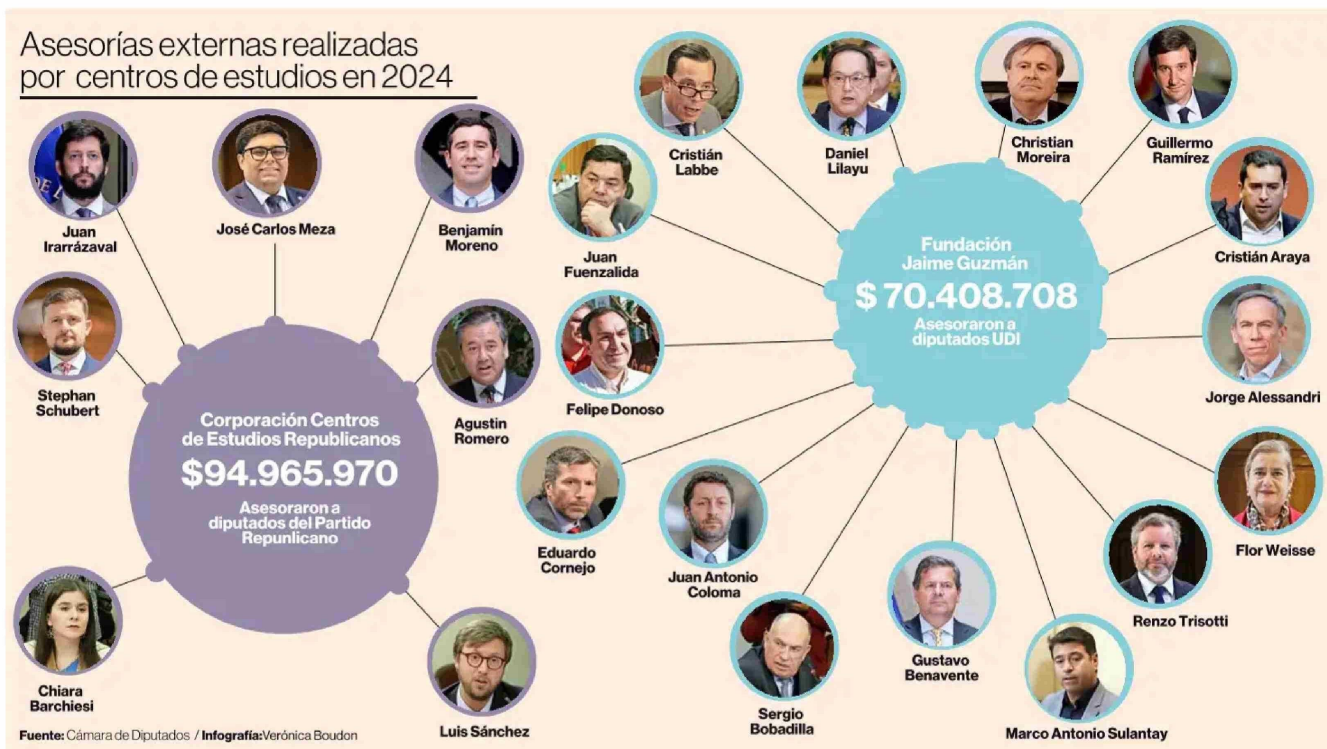 Asesorías externas realizadas
por centros de estudios en 2024
Juan
Irarrázaval
José Carlos Meza
Benjamín
Moreno
Stephan
Schubert
Agustin
Romero
Corporación Centros
de Estudios Republicanos
$94.965.970
Asesoraron a
diputados del Partido
Repunlicano
Chiara
Barchiesi
Luis Sánchez
Cristián
Labbe
Daniel
Lilayu
Christian
Moreira
Guillermo
Ramírez
Juan
Fuenzalida
Cristián Araya
Fundación
Jaime Guzmán
$ 70.408.708
Asesoraron a
diputados UDI
Felipe Donoso
Jorge Alessandri
Eduardo
Cornejo
Juan Antonio
Coloma
Flor Weisse
Renzo Trisotti
Gustavo
Benavente
Sergio
Bobadilla
Marco Antonio Sulantay
Fuente: Cámara de Diputados / Infografía:Verónica Boudon